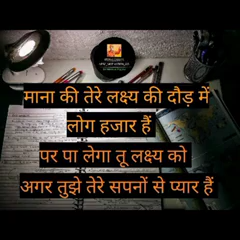 माना की तेरे लक्ष्य की दौड़ में
लोग हजार हैं
पर पा लेगा तू लक्ष्य को
अगर तुझे तेरे सपनों से प्यार हैं